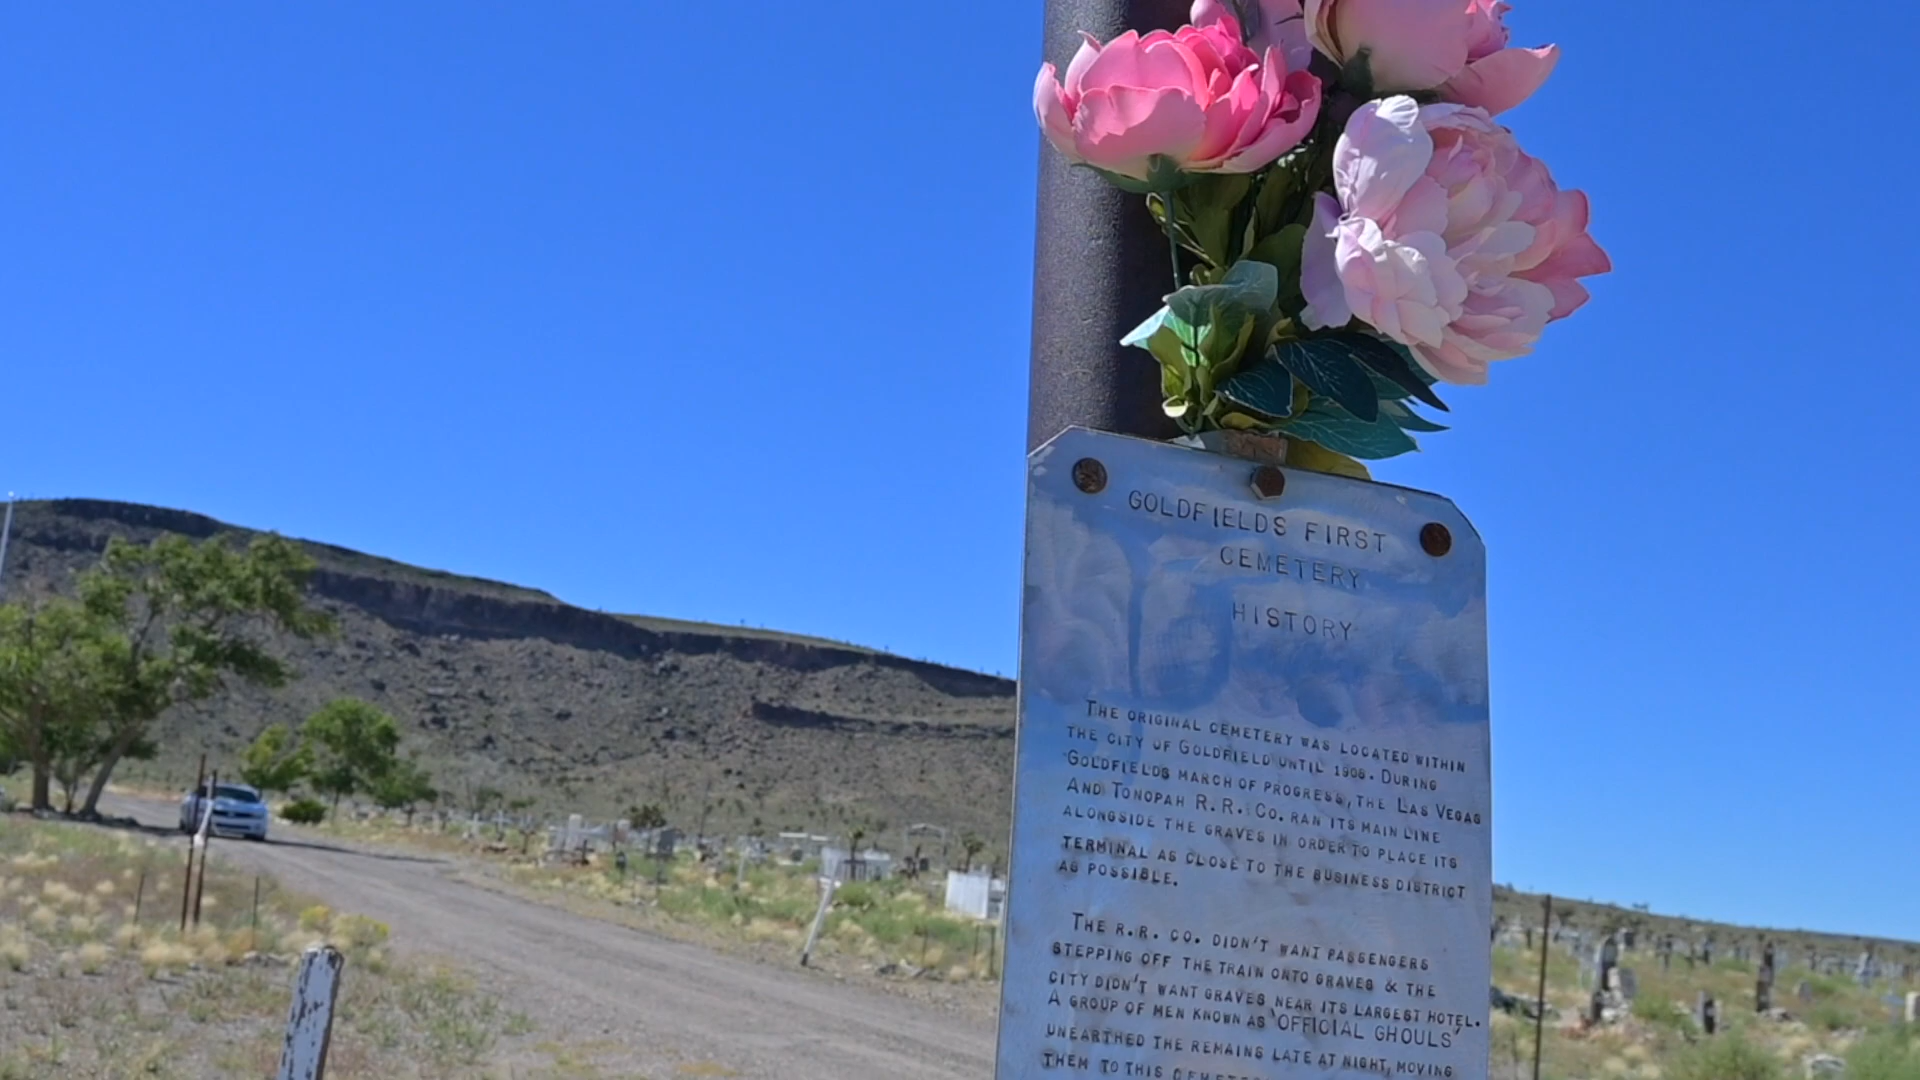 GOLDFIELDS FIRST
CEMETERY
HISTORY
THE ORIGINAL CEMETERY WAS LOCATED WITHIN
THE CITY OF GOLDFIELD UNTIL 1908. DURING
GOLDFIELDS MARCH OF PROGRESS, THE LAS VEGAS
AND TONOPAH R.R. CO. RAN ITS MAIN LINE
ALONGSIDE THE GRAVES IN ORDER TO PLACE ITS
TERMINAL AS CLOSE TO THE BUSINESS DISTRICT
AS POSSIBLE.
THE R.R. CO. DIDN'T WANT PASSENGERS
STEPPING OFF THE TRAIN ONTO GRAVES & THE
CITY DIDN'T WANT GRAVES NEAR ITS LARGEST HOTEL.
A GROUP OF MEN KNOWN AS 'OFFICIAL GHOULS'
UNEARTHED THE REMAINS LATE AT NIGHT, MOVING
THEM TO THIS